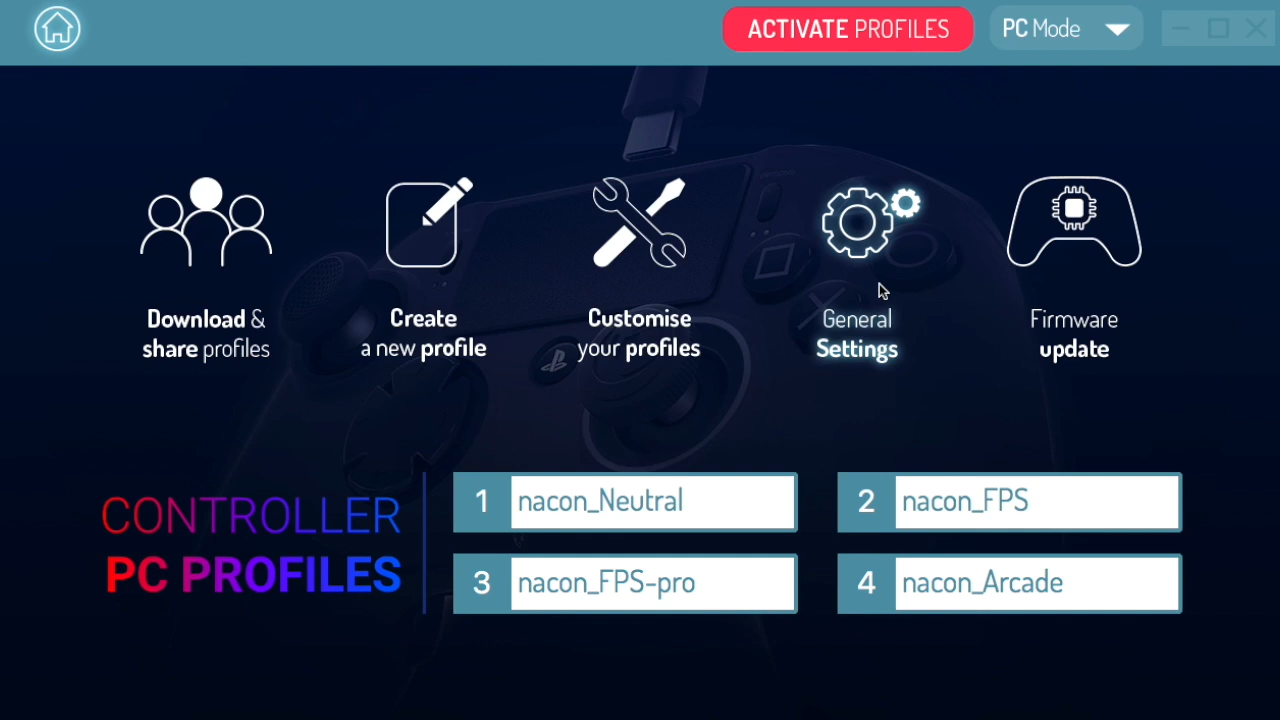 ACTIVATE PROFILES
PC Mode
Download &
share profiles
Create
a new profile
Customise
your profiles
General
Settings
Firmware
update
CONTROLLER
PC PROFILES
1 nacon_Neutral
2 nacon_FPS
3 nacon_FPS-pro
4 nacon_Arcade